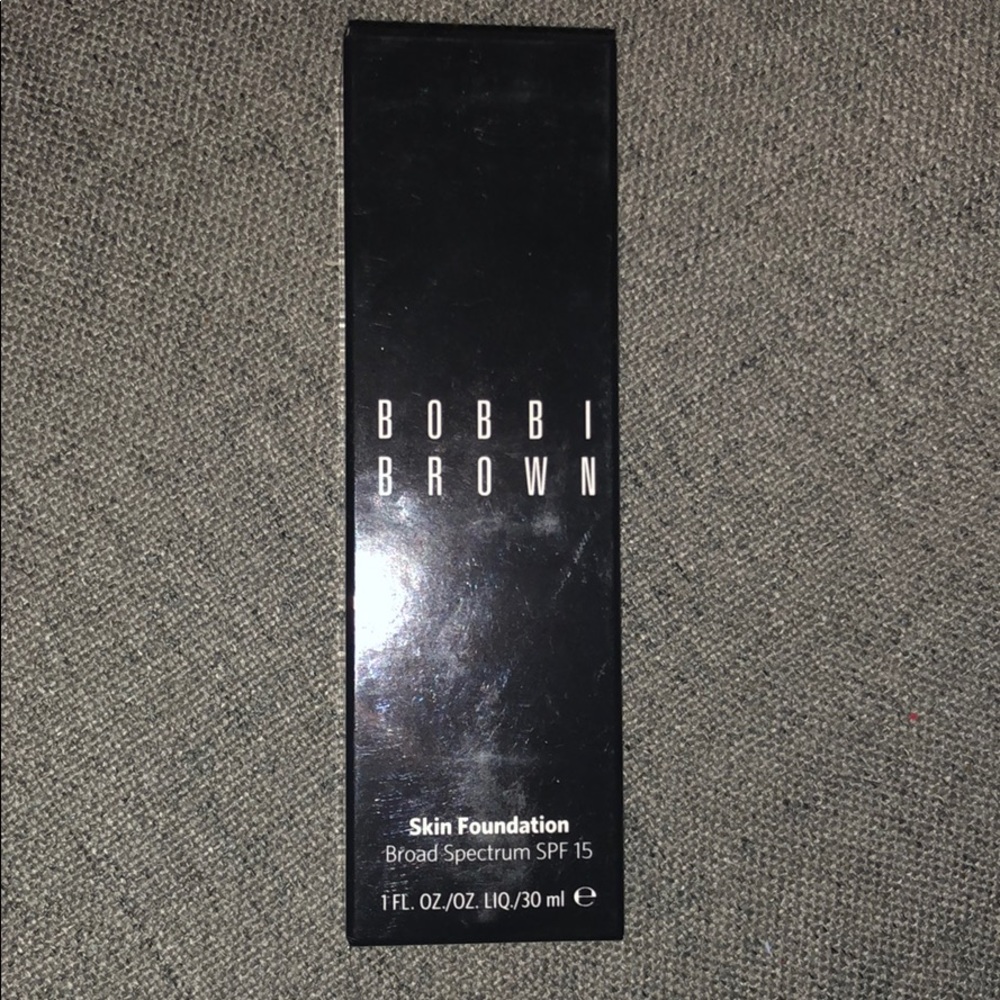 BOBBI
BROWN
Skin Foundation
Broad Spectrum SPF 15
1 FL. OZ./OZ. LIQ./30 ml ℮